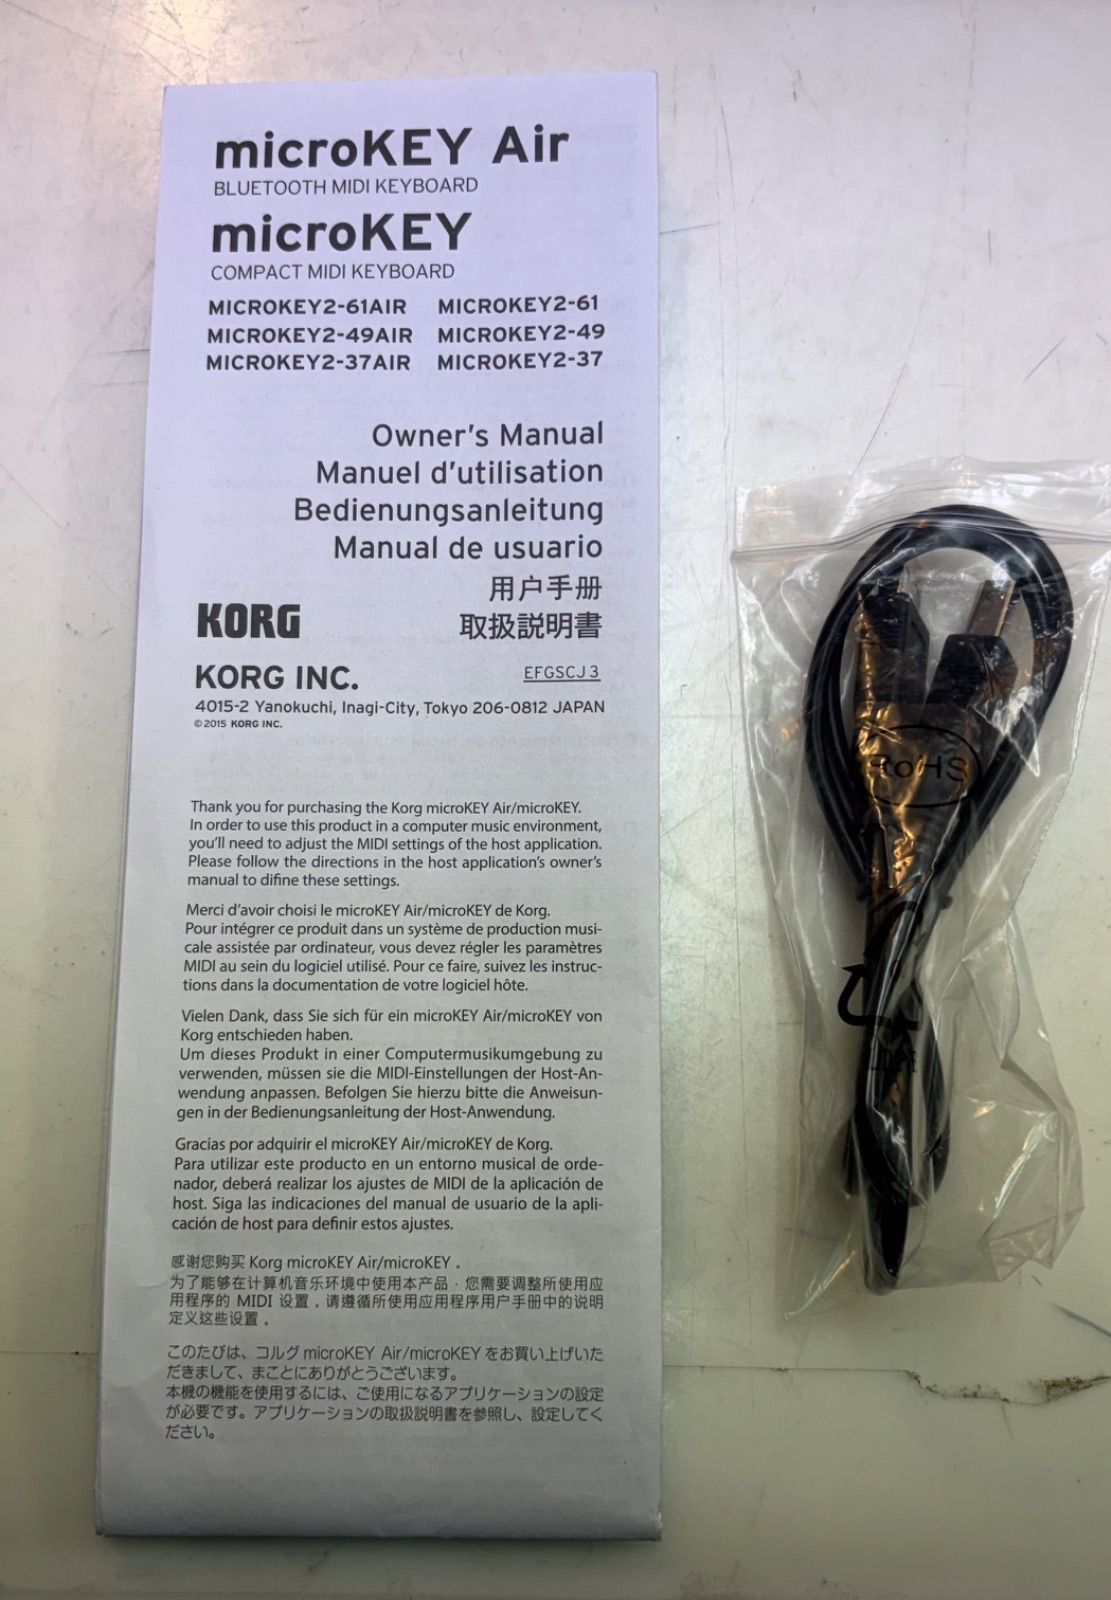 microKEY Air
BLUETOOTH MIDI KEYBOARD
microKEY
COMPACT MIDI KEYBOARD
MICROKEY2-61AIR MICROKEY2-61
MICROKEY2-49AIR MICROKEY2-49
MICROKEY2-37AIR MICROKEY2-37
Owner's Manual
Manuel d'utilisation
Bedienungsanleitung
Manual de usuario
用户手册
取扱説明書
KORG
KORG INC.
EFGSCJ 3
4015-2 Yanokuchi, Inagi-City, Tokyo 206-0812 JAPAN
© 2015 KORG INC.
Thank you for purchasing the Korg microKEY Air/microKEY.
In order to use this product in a computer music environment,
you'll need to adjust the MIDI settings of the host application.
Please follow the directions in the host application's owner's
manual to difine these settings.
Merci d'avoir choisi le microKEY Air/microKEY de Korg.
Pour intégrer ce produit dans un système de production musi-
cale assistée par ordinateur, vous devez régler les paramètres
MIDI au sein du logiciel utilisé. Pour ce faire, suivez les instruc-
tions dans la documentation de votre logiciel hôte.
Vielen Dank, dass Sie sich für ein microKEY Air/microKEY von
Korg entschieden haben.
Um dieses Produkt in einer Computermusikumgebung zu
verwenden, müssen sie die MIDI-Einstellungen der Host-An-
wendung anpassen. Befolgen Sie hierzu bitte die Anweisun-
gen in der Bedienungsanleitung der Host-Anwendung.
Gracias por adquirir el microKEY Air/microKEY de Korg.
Para utilizar este producto en un entorno musical de orde-
nador, deberá realizar los ajustes de MIDI de la aplicación de
host. Siga las indicaciones del manual de usuario de la apli-
cación de host para definir estos ajustes.
感谢您购买 Korg microKEY Air/microKEY 。
为了能够在计算机音乐环境中使用本产品，您需要调整所使用应
用程序的 MIDI 设置。请遵循所使用应用程序用户手册中的说明
定义这些设置。
このたびは、コルグ microKEY Air/microKEY をお買い上げいた
だきまして、まことにありがとうございます。
本機の機能を使用するには、ご使用になるアプリケーションの設定
が必要です。アプリケーションの取扱説明書を参照し、設定してく
ださい。
RoHS